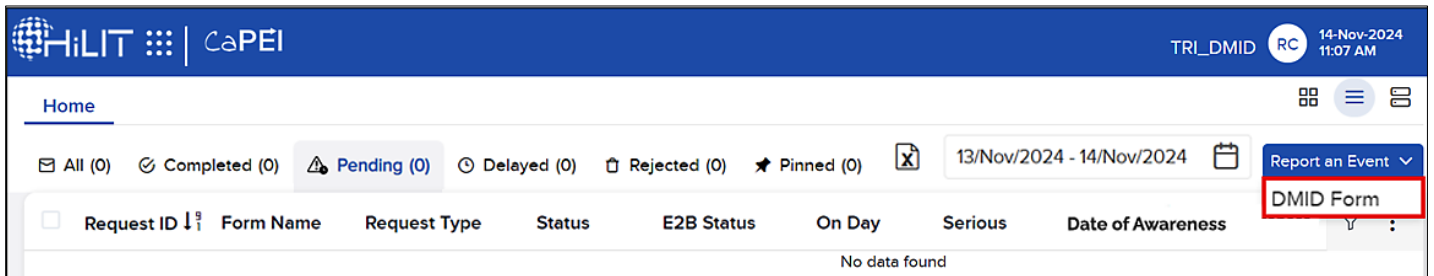 HiLIT CaPEI TRI_DMID RC 14-Nov-2024
11:07 AM
Home
All (0) Completed (0) Pending (0) Delayed (0) Rejected (0) Pinned (0) 13/Nov/2024 - 14/Nov/2024 Report an Event
DMID Form
Request ID Form Name Request Type Status E2B Status On Day Serious Date of Awareness
No data found